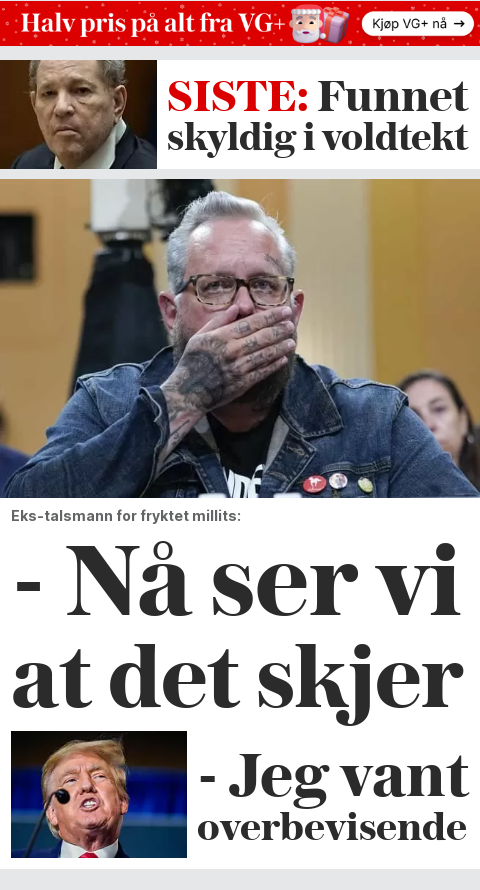 Halv pris på alt fra VG+
Kjøp VG+ nå →
SISTE: Funnet
skyldig i voldtekt
Eks-talsmann for fryktet millits:
- Nå ser vi
at det skjer
- Jeg vant
overbevisende